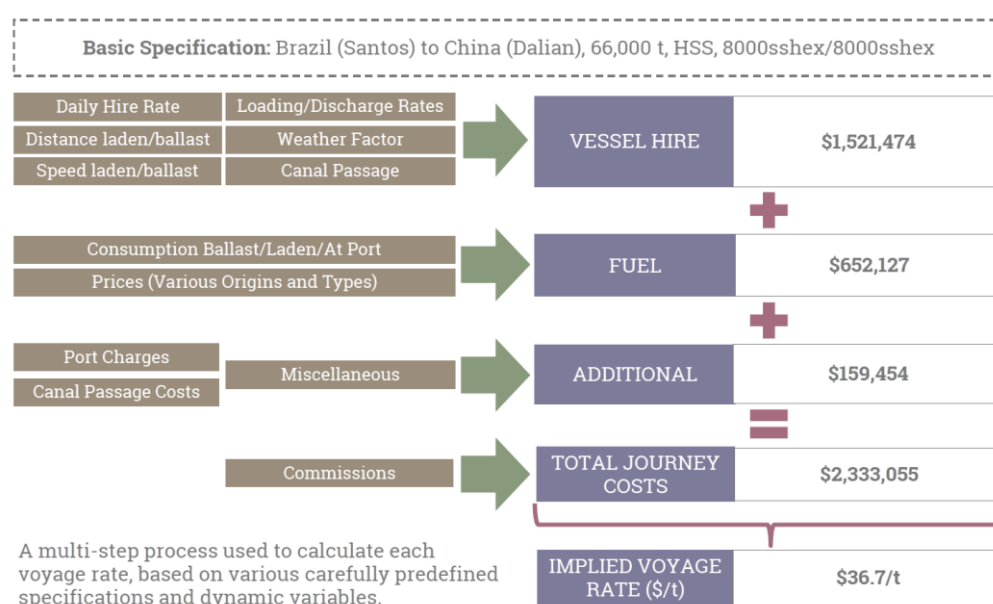 Basic Specification: Brazil (Santos) to China (Dalian), 66,000 t, HSS, 8000sshex/8000sshex
Daily Hire Rate
Loading/Discharge Rates
Distance laden/ballast
Weather Factor
Speed laden/ballast
Canal Passage
VESSEL HIRE
$1,521,474
Consumption Ballast/Laden/At Port
Prices (Various Origins and Types)
FUEL
$652,127
Port Charges
Canal Passage Costs
Miscellaneous
ADDITIONAL
$159,454
Commissions
TOTAL JOURNEY
COSTS
$2,333,055
A multi-step process used to calculate each
voyage rate, based on various carefully predefined
specifications and dynamic variables.
IMPLIED VOYAGE
RATE ($/t)
$36.7/t